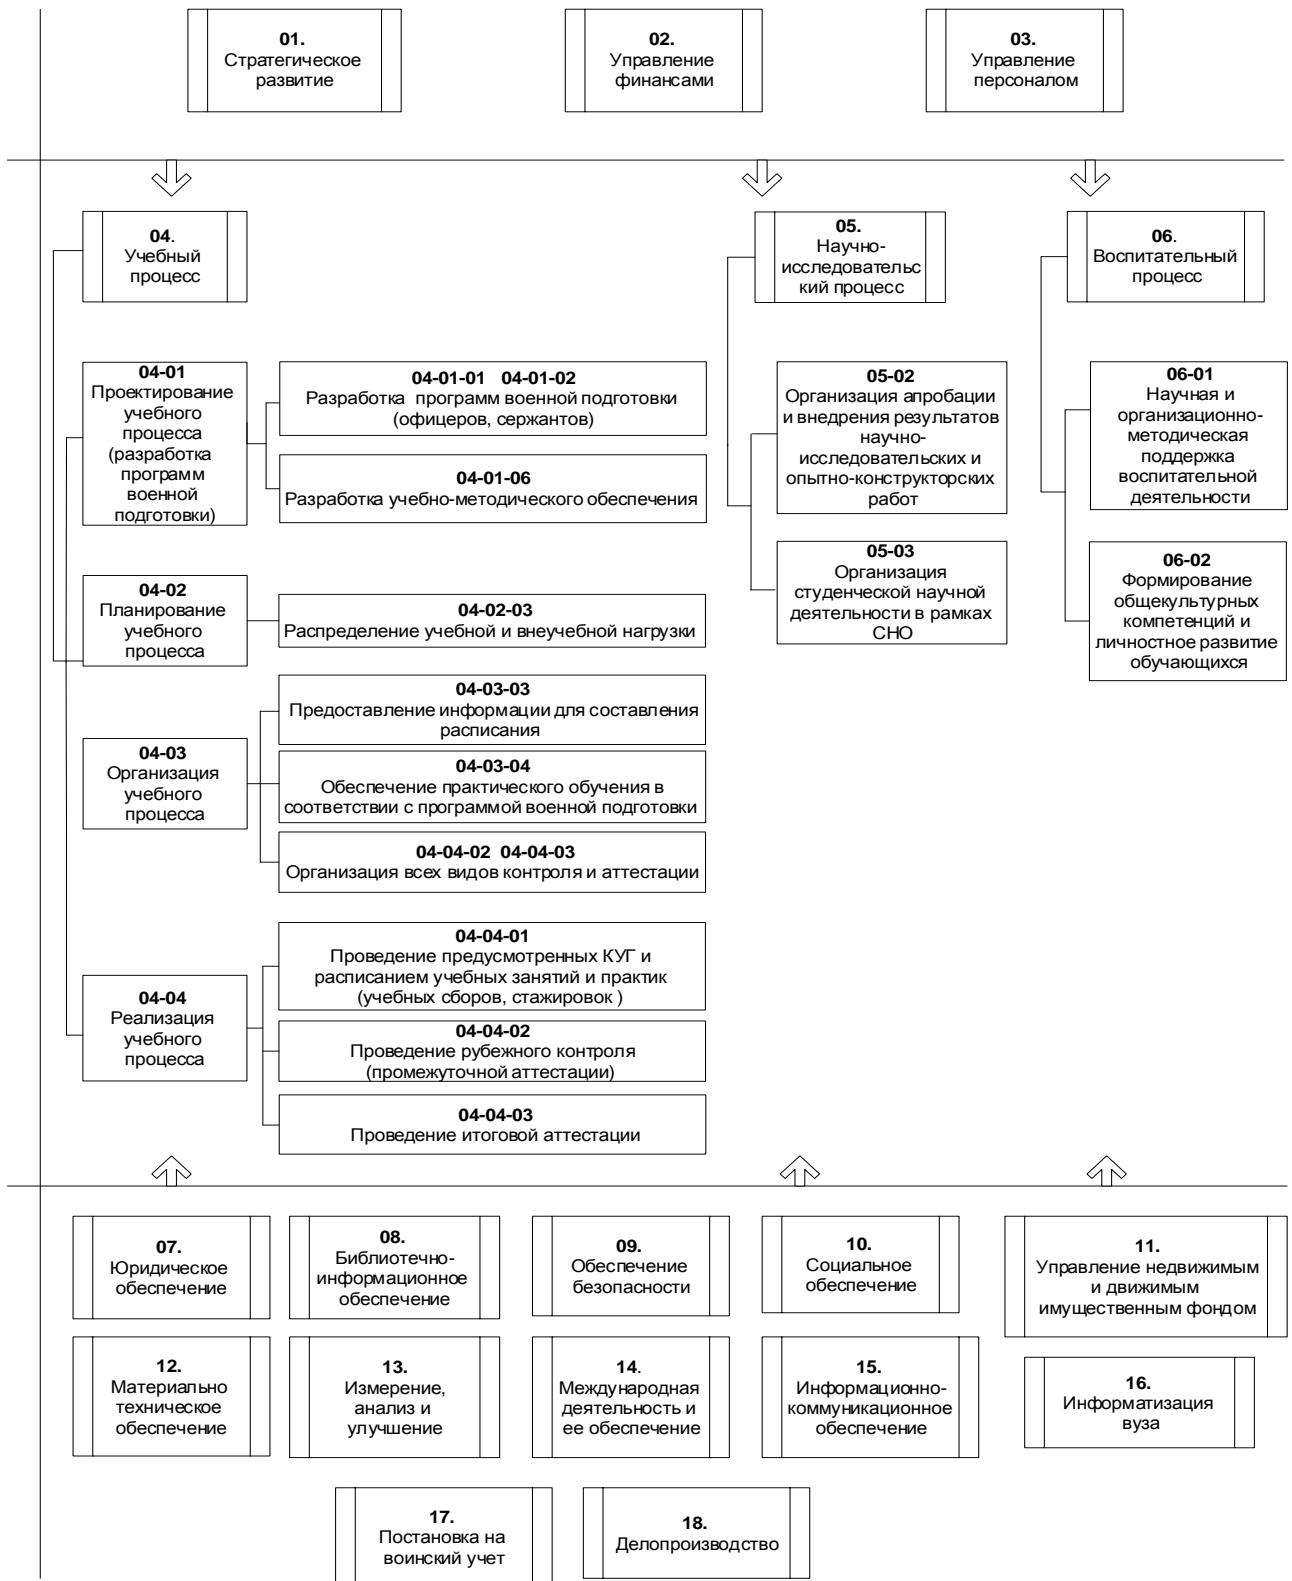 01.
Стратегическое
развитие
02.
Управление
финансами
03.
Управление
персоналом
04.
Учебный
процесс
05.
Научно-
исследовательс
кий процесс
06.
Воспитательный
процесс
04-01
Проектирование
учебного
процесса
(разработка
программ
военной
подготовки)
04-01-01 04-01-02
Разработка программ военной подготовки
(офицеров, сержантов)
04-01-06
Разработка учебно-методического обеспечения
05-02
Организация апробации
и внедрения результатов
научно-
исследовательских и
опытно-конструкторских
работ
06-01
Научная и
организационно-
методическая
поддержка
воспитательной
деятельности
04-02
Планирование
учебного
процесса
04-02-03
Распределение учебной и внеучебной нагрузки
05-03
Организация
студенческой научной
деятельности в рамках
СНО
06-02
Формирование
общекультурных
компетенций и
личностное развитие
обучающихся
04-03
Организация
учебного
процесса
04-03-03
Предоставление информации для составления
расписания
04-03-04
Обеспечение практического обучения в
соответствии с программой военной подготовки
04-04-02 04-04-03
Организация всех видов контроля и аттестации
04-04
Реализация
учебного
процесса
04-04-01
Проведение предусмотренных КУГ и
расписанием учебных занятий и практик
(учебных сборов, стажировок )
04-04-02
Проведение рубежного контроля
(промежуточной аттестации)
04-04-03
Проведение итоговой аттестации
07.
Юридическое
обеспечение
08.
Библиотечно-
информационное
обеспечение
09.
Обеспечение
безопасности
10.
Социальное
обеспечение
11.
Управление недвижимым
и движимым
имущественным фондом
12.
Материально
техническое
обеспечение
13.
Измерение,
анализ и
улучшение
14.
Международная
деятельность и
ее обеспечение
15.
Информационно-
коммуникационное
обеспечение
16.
Информатизация
вуза
17.
Постановка на
воинский учет
18.
Делопроизводство